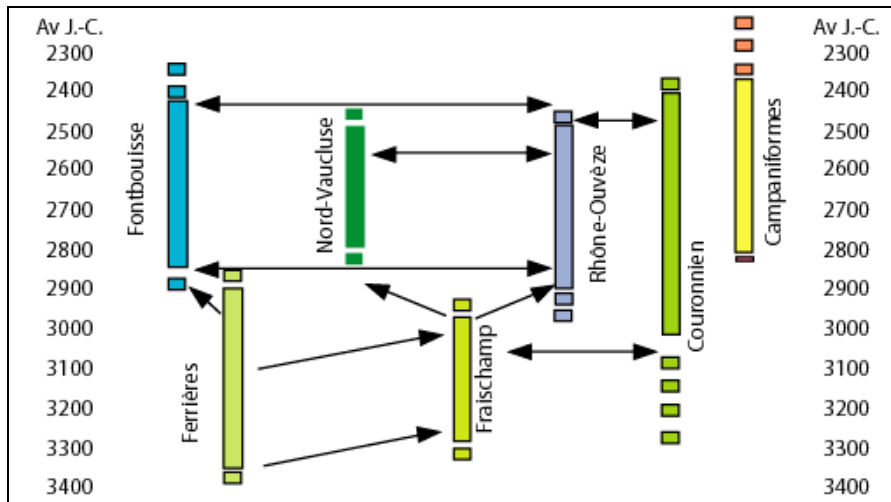 Av J.-C.
2300
2400
2500
2600
2700
2800
2900
3000
3100
3200
3300
3400
Fontbouisse
Ferrières
Nord-Vaucluse
Fraischamp
Rhône-Ouvèze
Couronnien
Campaniformes
Av J.-C.
2300
2400
2500
2600
2700
2800
2900
3000
3100
3200
3300
3400